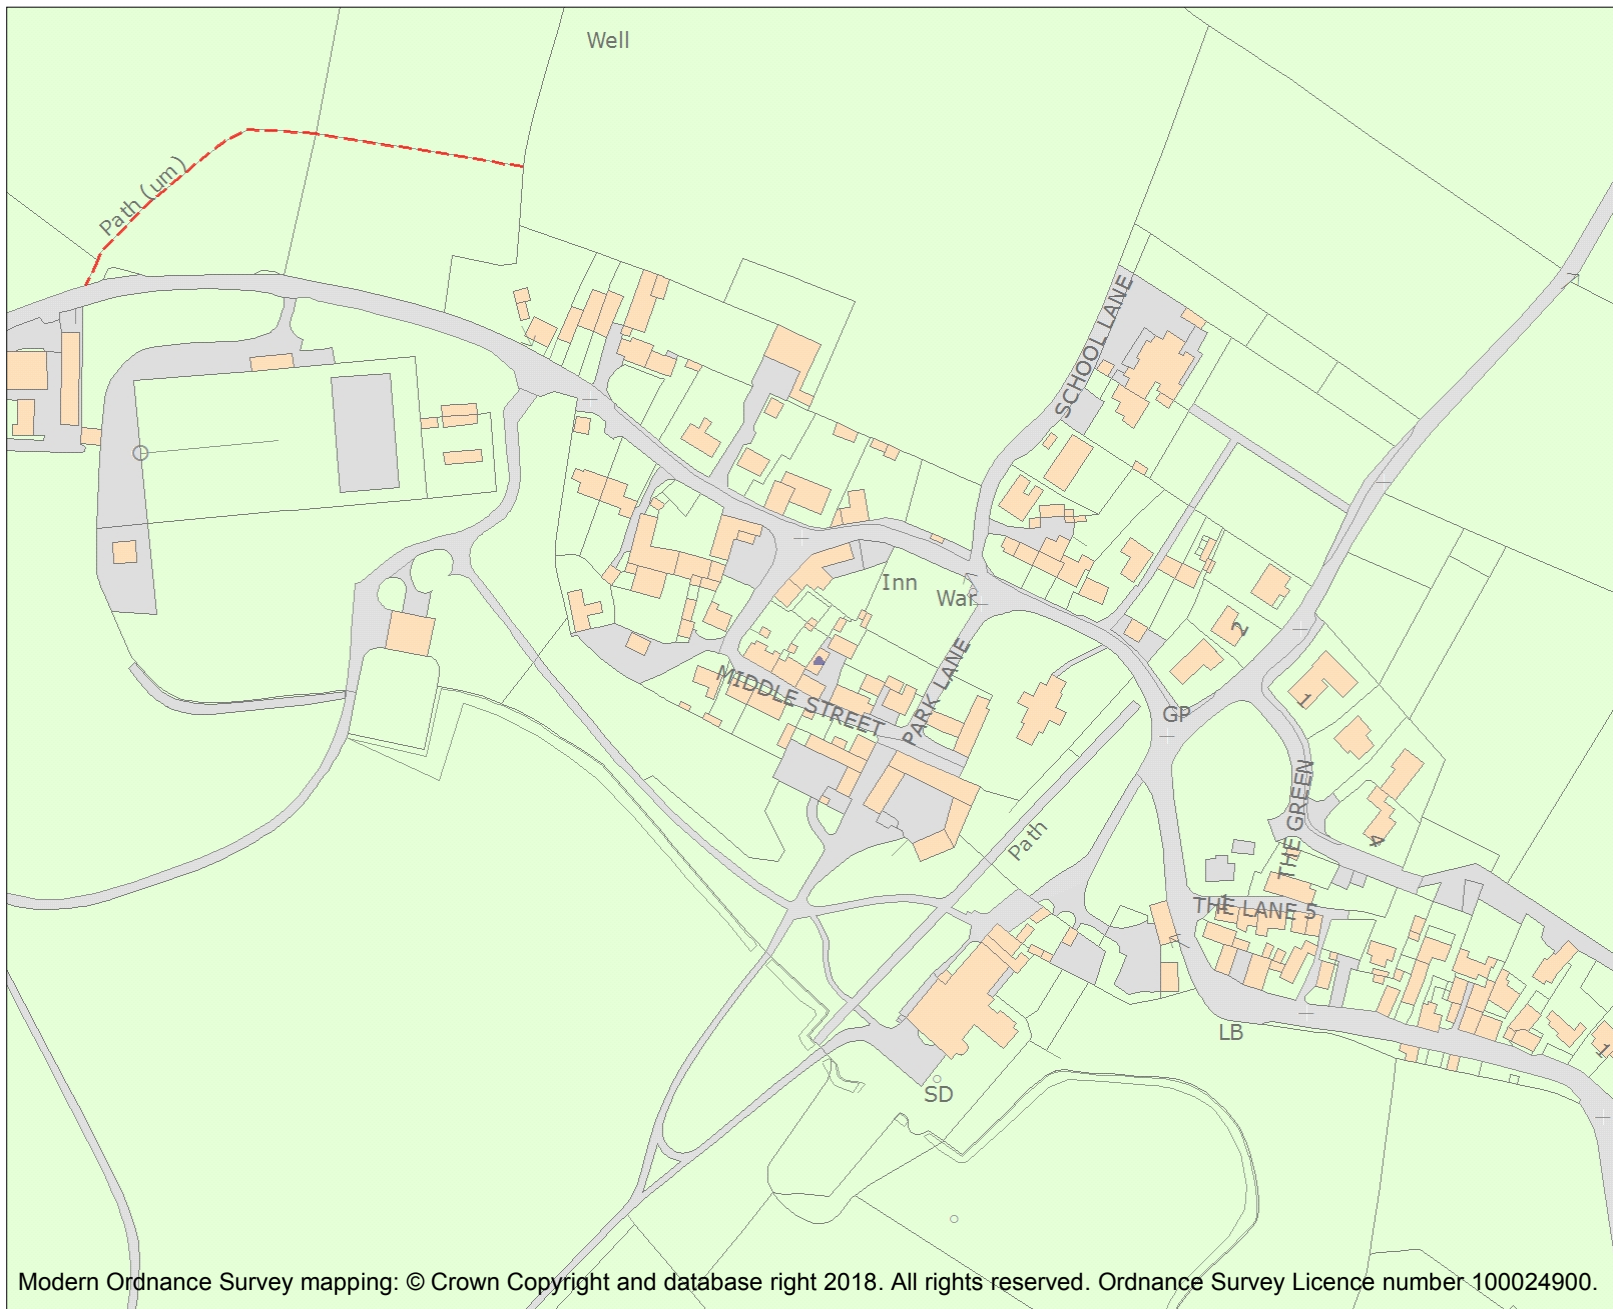 Well
Path (um)
SCHOOL LANE
Inn
War
2
MIDDLE STREET
PARK LANE
1
GP
THE GREEN
Path
4
THE LANE 5
LB
1
SD
Modern Ordnance Survey mapping: © Crown Copyright and database right 2018. All rights reserved. Ordnance Survey Licence number 100024900.